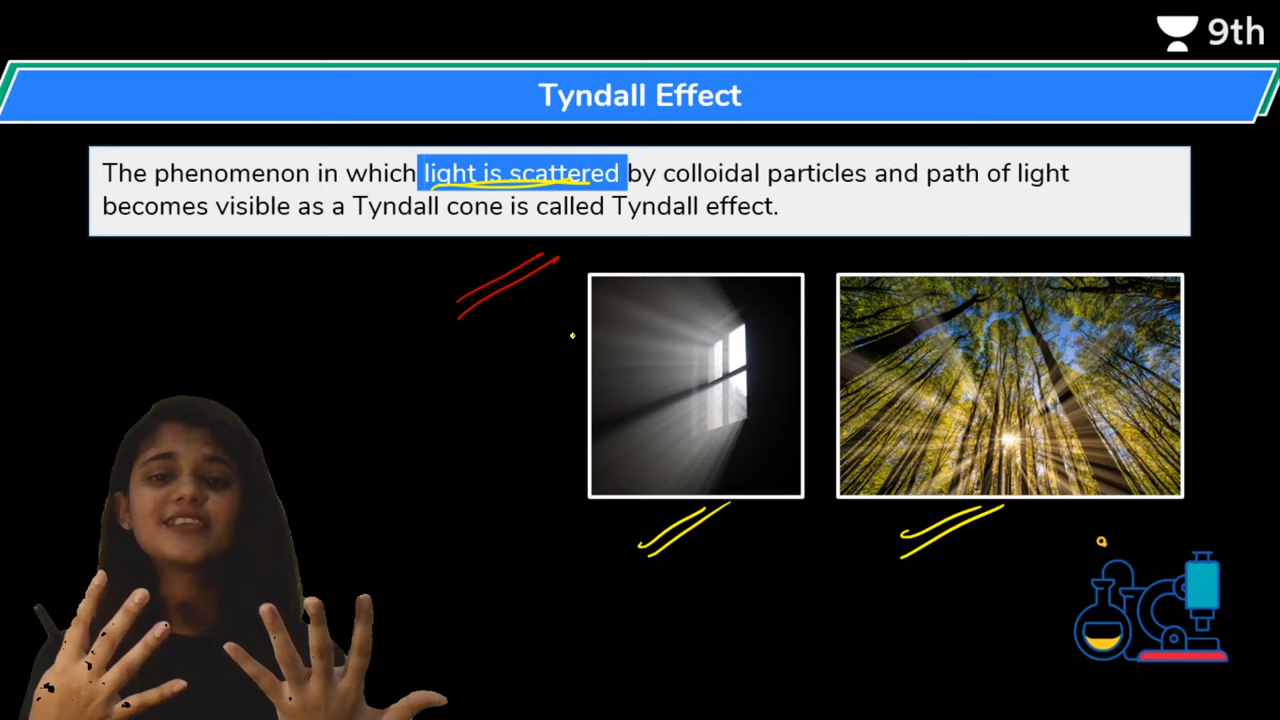 9th
Tyndall Effect
The phenomenon in which light is scattered by colloidal particles and path of light
becomes visible as a Tyndall cone is called Tyndall effect.